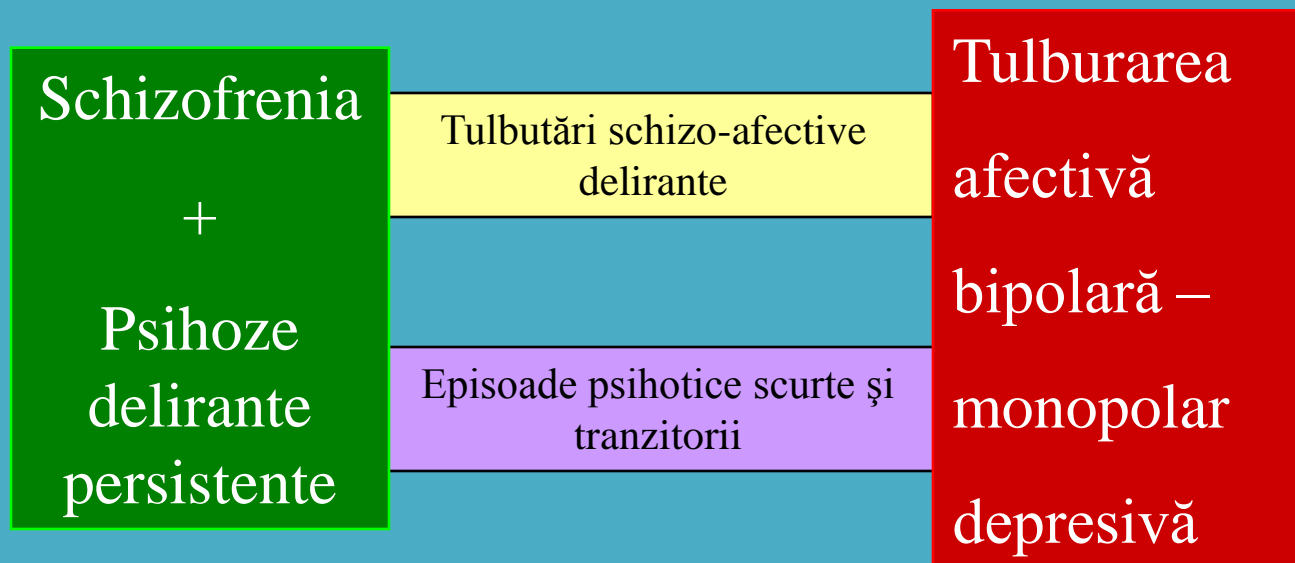 Schizofrenia
+
Psihoze
delirante
persistente
Tulbutări schizo-afective
delirante
Episoade psihotice scurte şi
tranzitorii
Tulburarea
afectivă
bipolară –
monopolar
depresivă